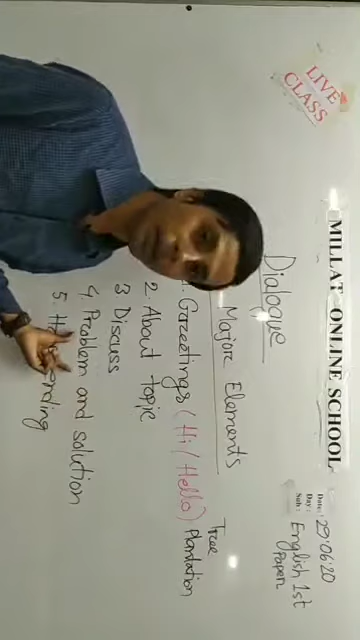 LIVE
CLASS
MILLAT ONLINE SCHOOL
Date: 29:06:20
Day:
Sub: English 1st
Paper
Dialogue
Major Elements
Tree
Plantation
1. Greetings (Hi/Hello)
2. About topic
3 Discuss
4. Problem and solution
5. ending